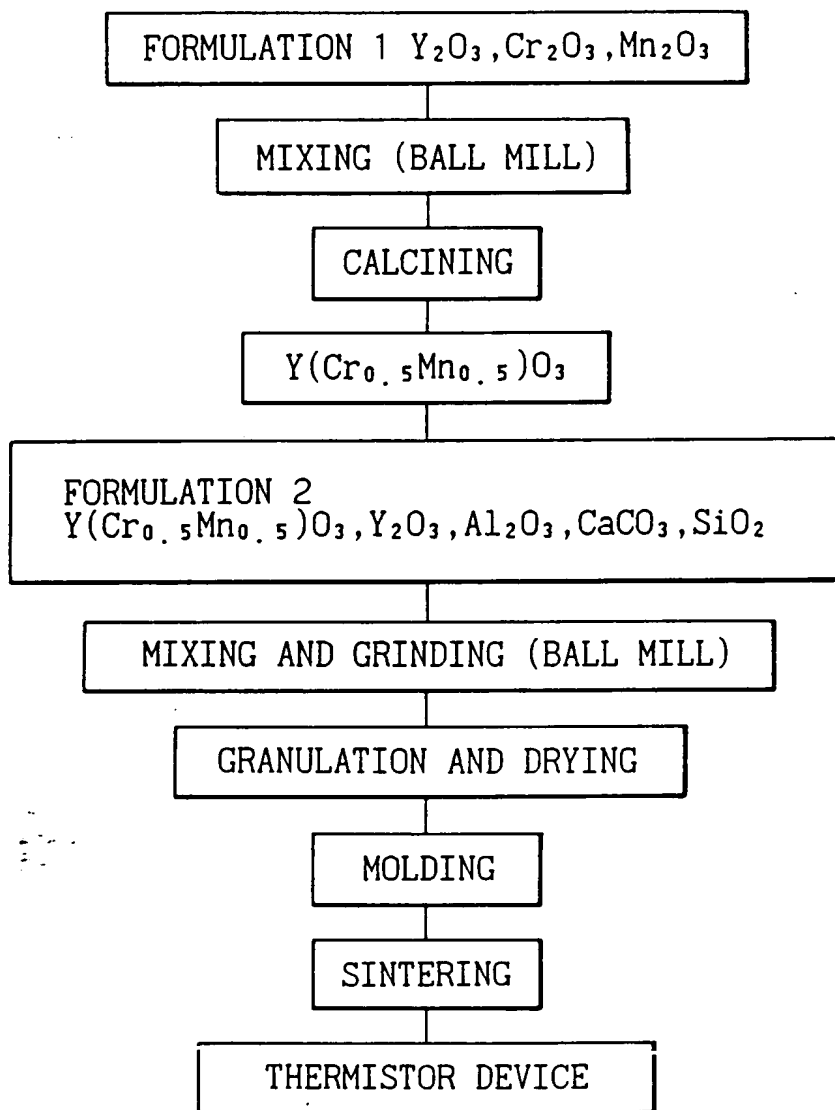 FORMULATION 1 Y₂O₃,Cr₂O₃,Mn₂O₃
MIXING (BALL MILL)
CALCINING
Y(Cr₀.₅Mn₀.₅)O₃
FORMULATION 2
Y(Cr₀.₅Mn₀.₅)O₃,Y₂O₃,Al₂O₃,CaCO₃,SiO₂
MIXING AND GRINDING (BALL MILL)
GRANULATION AND DRYING
MOLDING
SINTERING
THERMISTOR DEVICE